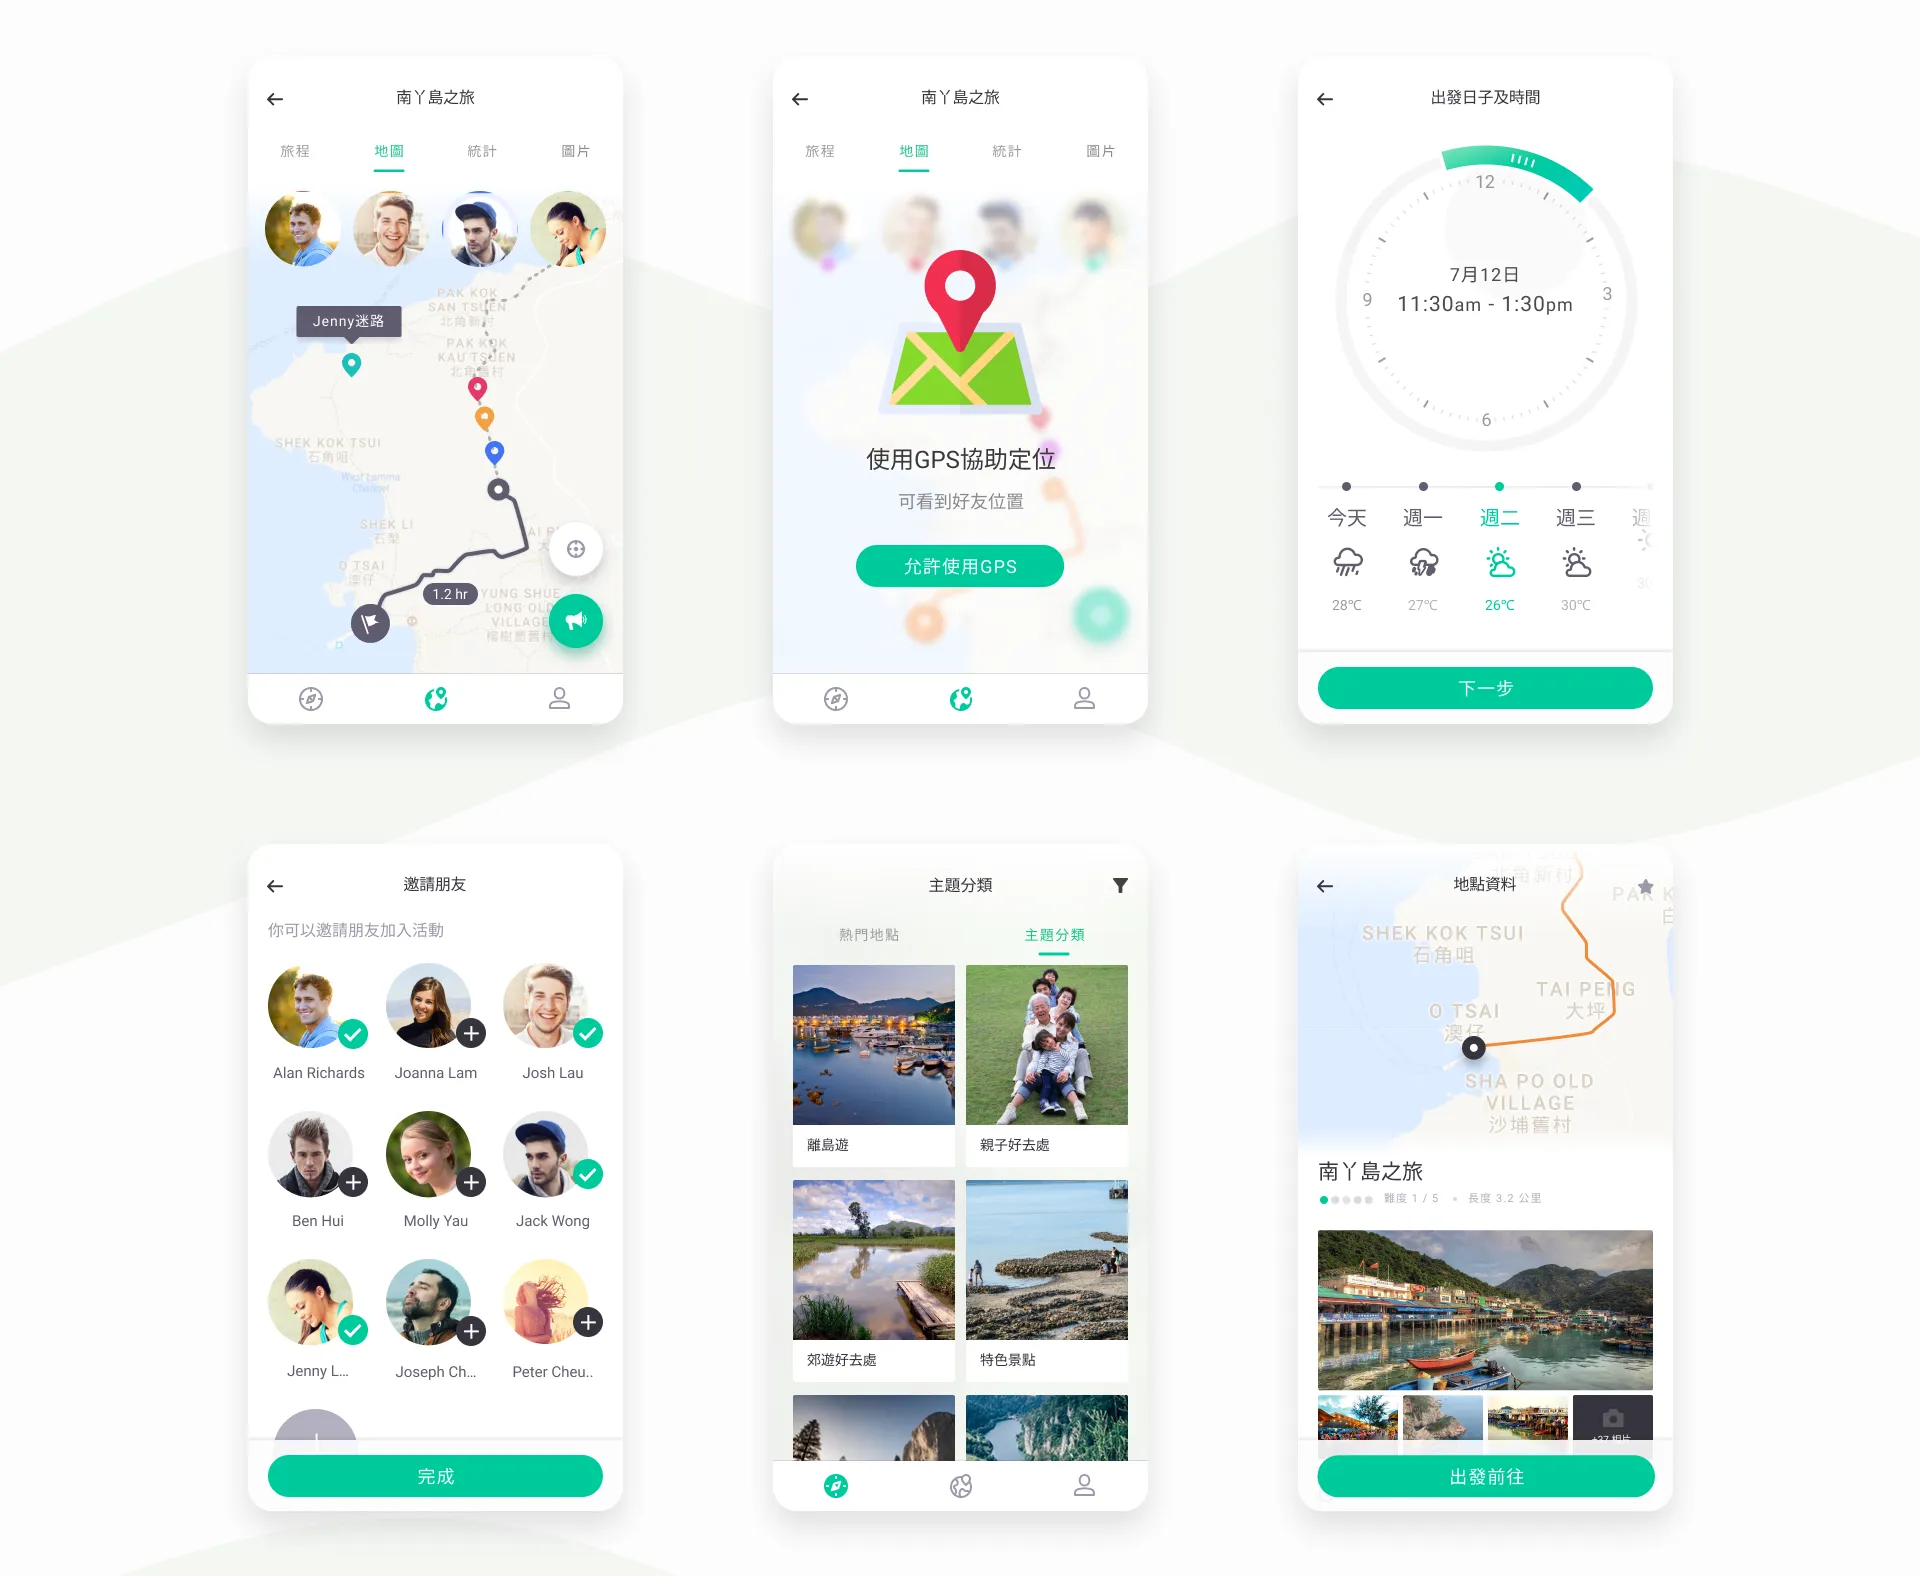 南丫島之旅
旅程 地圖 統計 圖片
PAK KOK
SAN TSUEN
北角新村
Jenny迷路
PAK KOK
KAU TSUEN
北角舊村
SHEK KOK TSUI
石角咀
West Lamma
Channel
SHEK LI
石梨
O TSAI
澳仔
1.2 hr
YUNG SHUE
LONG OLD
VILLAGE
榕樹塱舊村
南丫島之旅
旅程 地圖 統計 圖片
使用GPS協助定位
可看到好友位置
允許使用GPS
出發日子及時間
12
3
6
9
7月12日
11:30am - 1:30pm
今天 週一 週二 週三 週
28℃ 27℃ 26℃ 30℃ 30
下一步
邀請朋友
你可以邀請朋友加入活動
Alan Richards Joanna Lam Josh Lau
Ben Hui Molly Yau Jack Wong
Jenny L... Joseph Ch... Peter Cheu..
完成
主題分類
熱門地點 主題分類
離島遊 親子好去處
郊遊好去處 特色景點
地點資料
北角新村
PAK K
SHEK KOK TSUI
石角咀
TAI PENG
大坪
O TSAI
澳仔
SHA PO OLD
VILLAGE
沙埔舊村
南丫島之旅
難度 1 / 5 長度 3.2 公里
+37 相片
出發前往